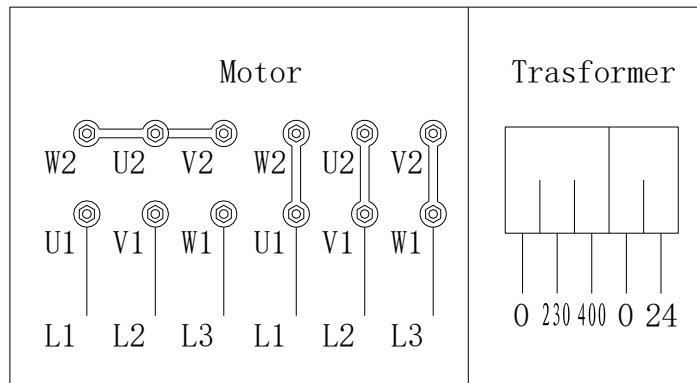 Motor Trasformer
W2 U2 V2 W2 U2 V2
U1 V1 W1 U1 V1 W1
L1 L2 L3 L1 L2 L3
0 230 400 0 24